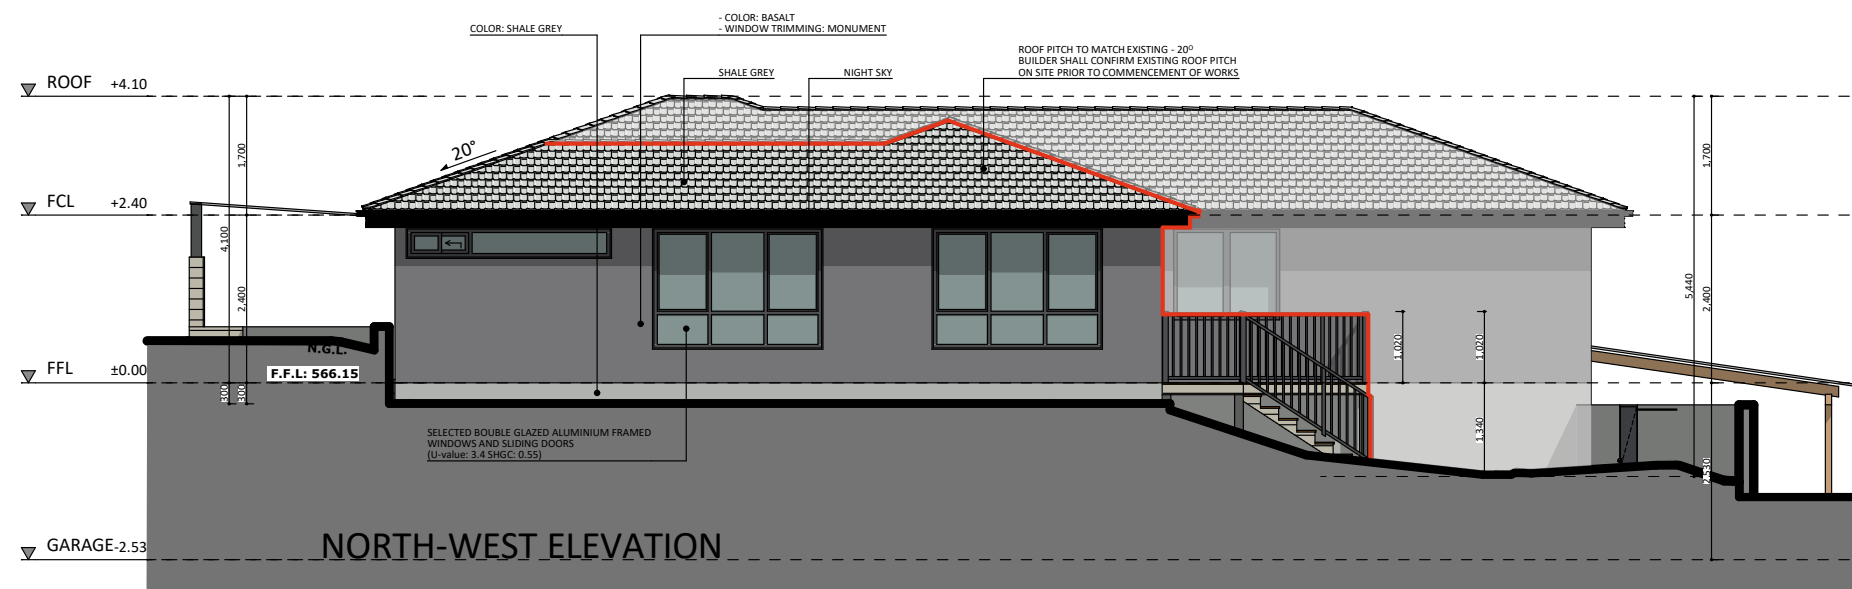 COLOR: SHALE GREY
- COLOR: BASALT
- WINDOW TRIMMING: MONUMENT
ROOF PITCH TO MATCH EXISTING - 20⁰
BUILDER SHALL CONFIRM EXISTING ROOF PITCH
ON SITE PRIOR TO COMMENCEMENT OF WORKS
SHALE GREY
NIGHT SKY
ROOF +4.10
20°
1,700
1,700
FCL +2.40
4,100
2,400
5,440
2,400
1,020
1,020
N.G.L.
FFL ±0.00
F.F.L: 566.15
300
300
SELECTED BOUBLE GLAZED ALUMINIUM FRAMED
WINDOWS AND SLIDING DOORS
(U-value: 3.4 SHGC: 0.55)
1,340
2,530
GARAGE -2.53
NORTH-WEST ELEVATION